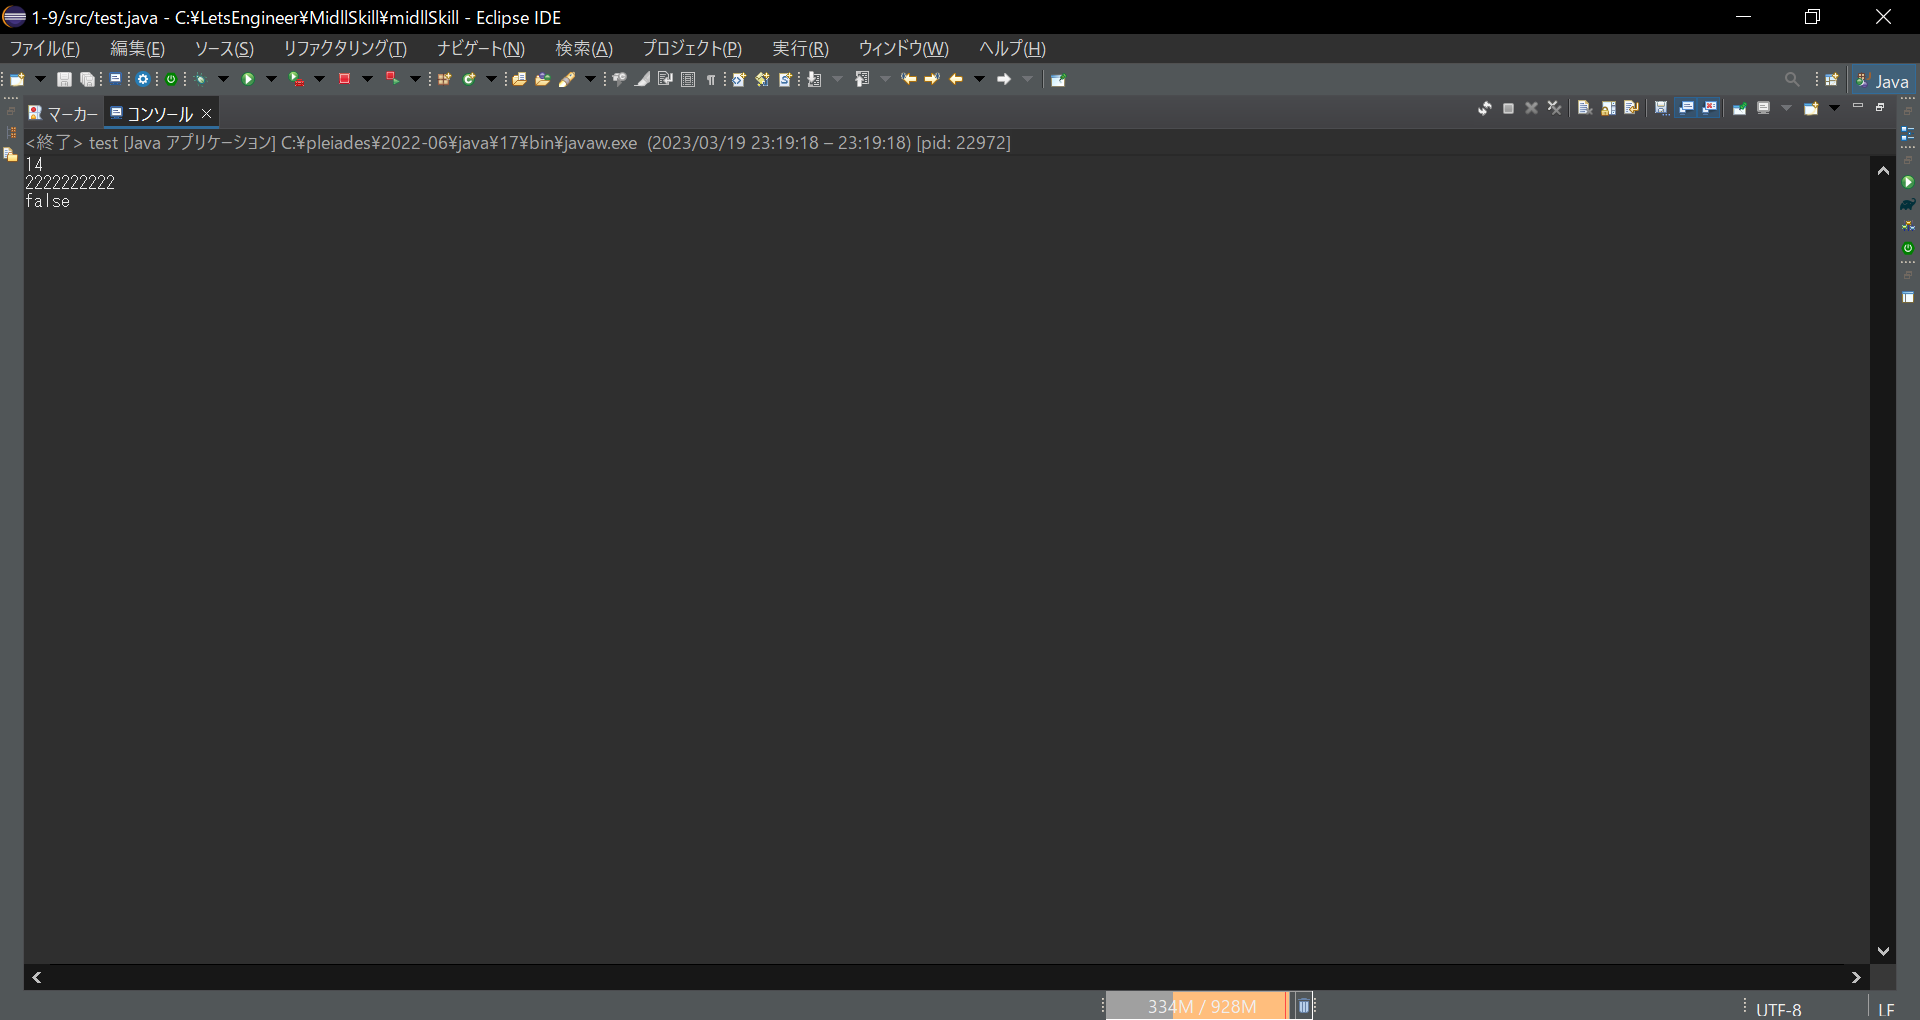 1-9/src/test.java - C:¥LetsEngineer¥MidllSkill¥midllSkill - Eclipse IDE
ファイル(F) 編集(E) ソース(S) リファクタリング(T) ナビゲート(N) 検索(A) プロジェクト(P) 実行(R) ウィンドウ(W) ヘルプ(H)
Java
マーカー コンソール
<終了> test [Java アプリケーション] C:¥pleiades¥2022-06¥java¥17¥bin¥javaw.exe (2023/03/19 23:19:18 – 23:19:18) [pid: 22972]
14
2222222222
false
334M / 928M
UTF-8
LF